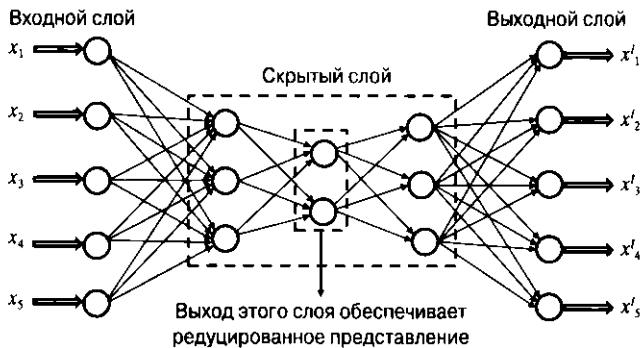 Входной слой
Выходной слой
Скрытый слой
x₁
x₂
x₃
x₄
x₅
x'₁
x'₂
x'₃
x'₄
x'₅
Выход этого слоя обеспечивает
редуцированное представление